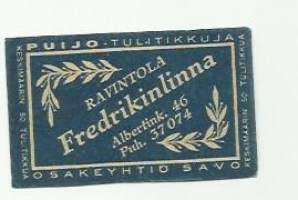 PUIJO-TULITIKKUJA
KESKIMÄÄRIN 50 TULITIKKUA
RAVINTOLA
Fredrikinlinna
Albertink. 46
Puh. 37074
KESKIMÄÄRIN 50 TULITIKKUA
OSAKEYHTIÖ SAVO